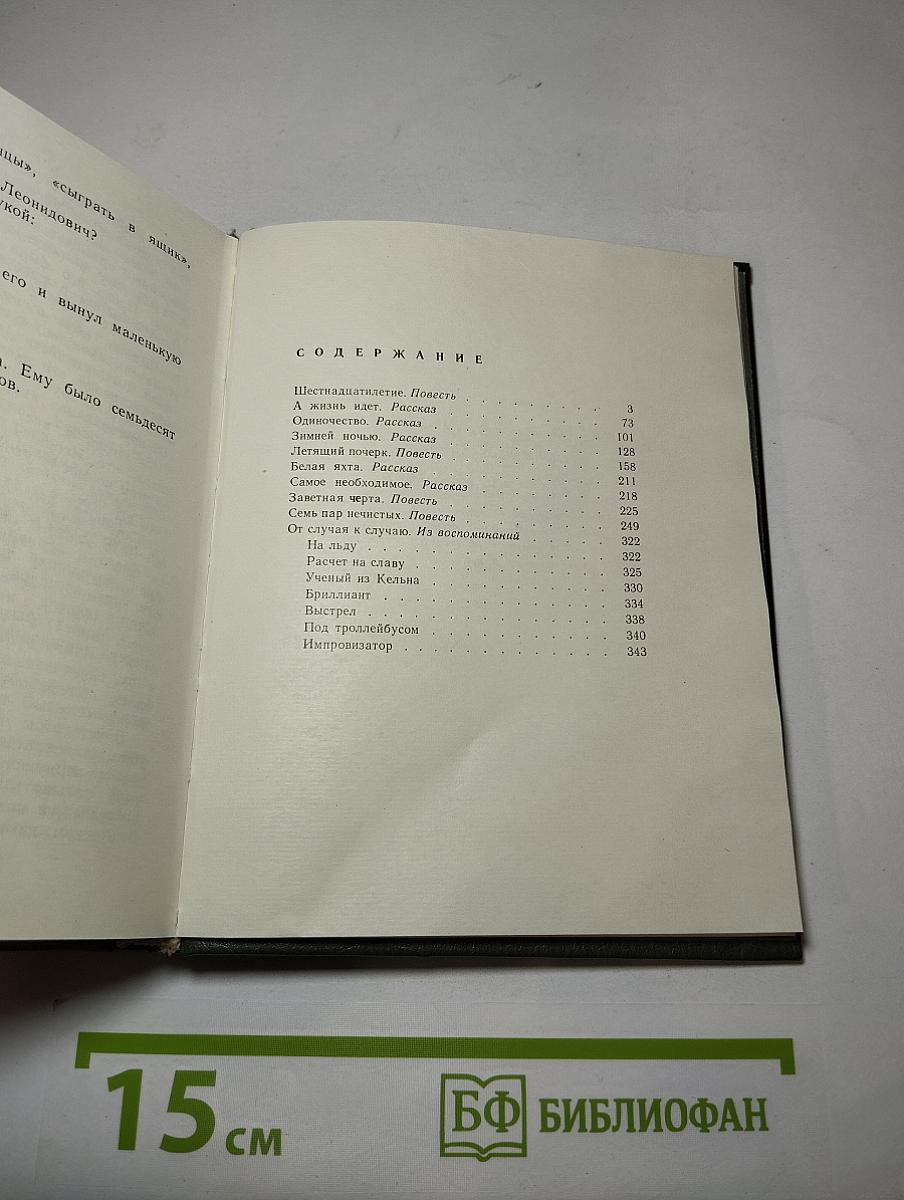 ицы», «сыграть в ящик»,
Леонидович?
укой:
его и вынул маленькую
а. Ему было семьдесят
ов.
СОДЕРЖАНИЕ
Шестнадцатилетие. Повесть . . . . . . . . . . 3
А жизнь идет. Рассказ . . . . . . . . . . . 73
Одиночество. Рассказ . . . . . . . . . . . 101
Зимней ночью. Рассказ . . . . . . . . . . . 128
Летящий почерк. Повесть . . . . . . . . . . 158
Белая яхта. Рассказ . . . . . . . . . . . 211
Самое необходимое. Рассказ . . . . . . . . . 218
Заветная черта. Повесть . . . . . . . . . . 225
Семь пар нечистых. Повесть . . . . . . . . . 249
От случая к случаю. Из воспоминаний . . . . . . 322
На льду . . . . . . . . . . . . . 322
Расчет на славу . . . . . . . . . . . 325
Ученый из Кельна . . . . . . . . . . 330
Бриллиант . . . . . . . . . . . . 334
Выстрел . . . . . . . . . . . . . 338
Под троллейбусом . . . . . . . . . . 340
Импровизатор . . . . . . . . . . . 343
15 см
БФ БИБЛИОФАН